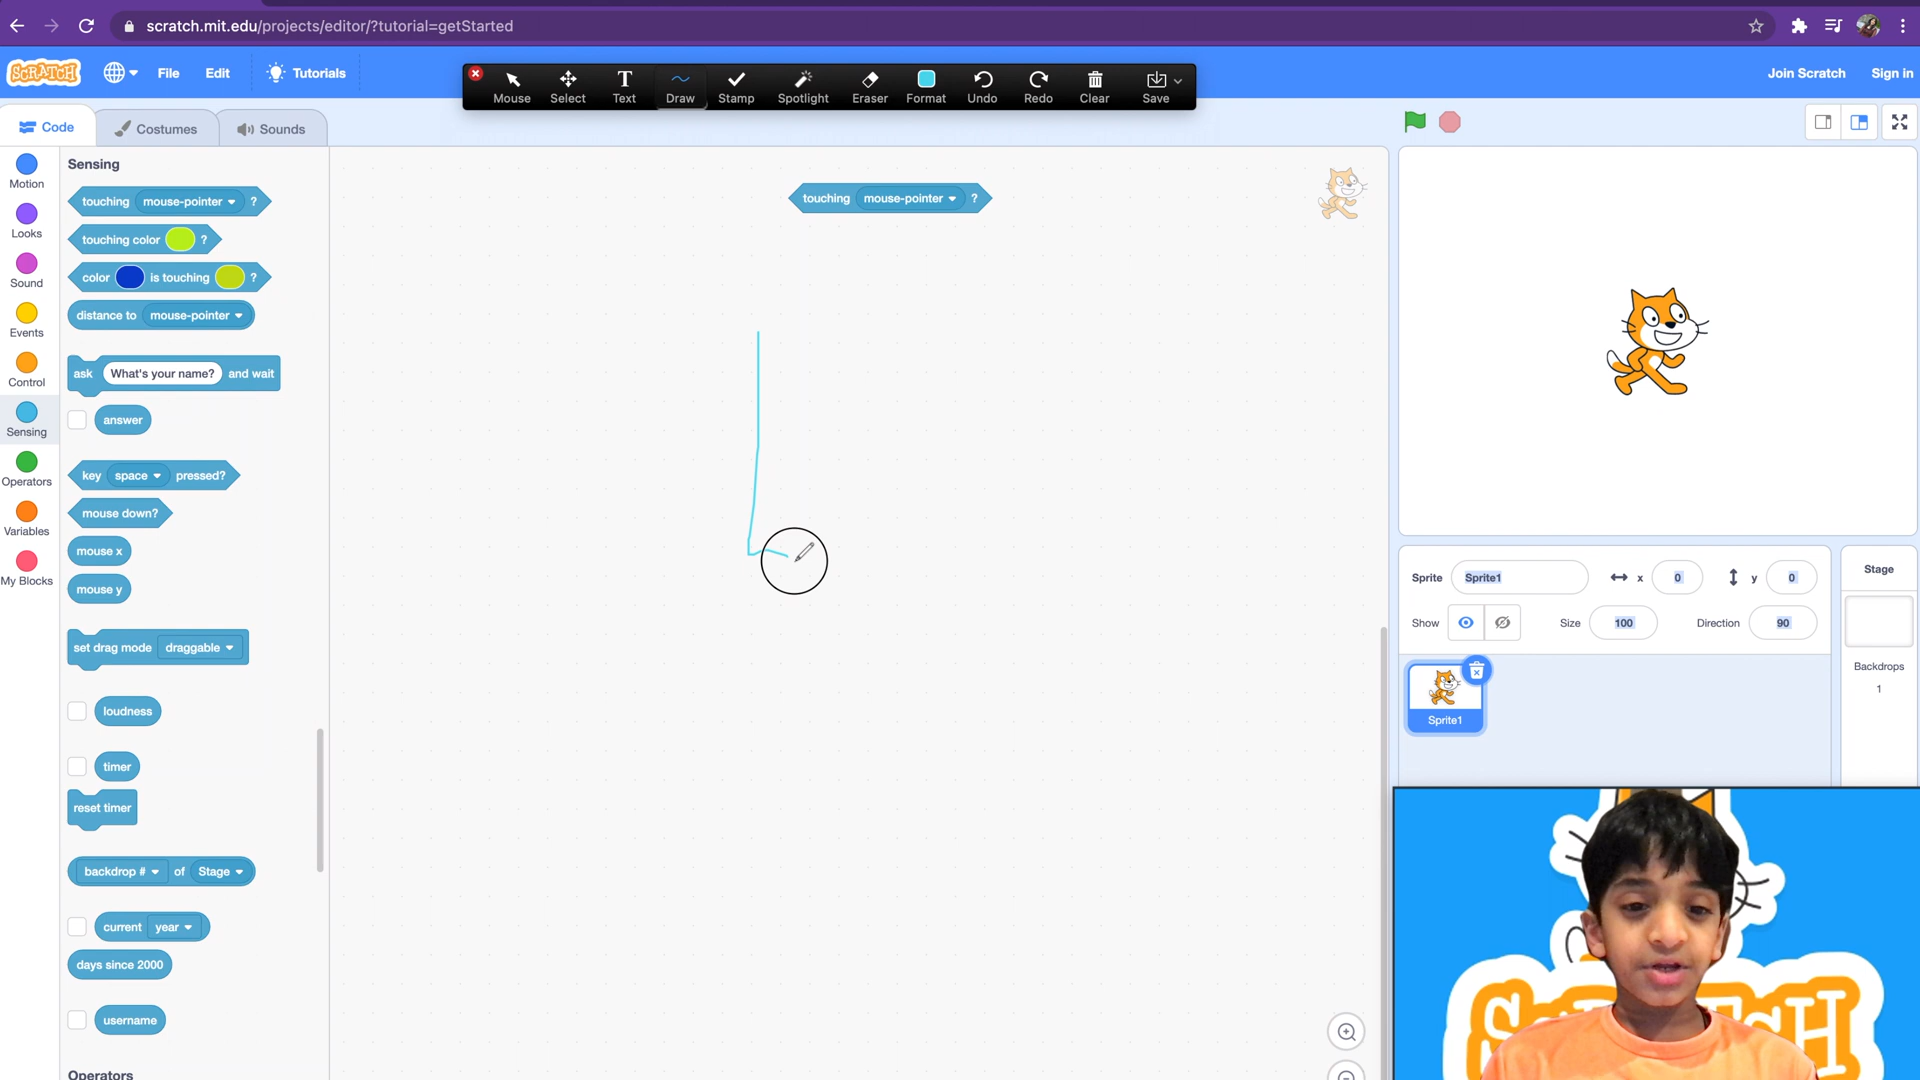 scratch.mit.edu/projects/editor/?tutorial=getStarted
SCRATCH
File
Edit
Tutorials
Mouse
Select
Text
Draw
Stamp
Spotlight
Eraser
Format
Undo
Redo
Clear
Save
Join Scratch
Sign in
Code
Costumes
Sounds
Motion
Looks
Sound
Events
Control
Sensing
Operators
Variables
My Blocks
Sensing
touching mouse-pointer ?
touching color ?
color is touching ?
distance to mouse-pointer
ask What's your name? and wait
answer
key space pressed?
mouse down?
mouse x
mouse y
set drag mode draggable
loudness
timer
reset timer
backdrop # of Stage
current year
days since 2000
username
Operators
touching mouse-pointer ?
Sprite Sprite1 x 0 y 0
Show Size 100 Direction 90
Sprite1
Stage
Backdrops
1